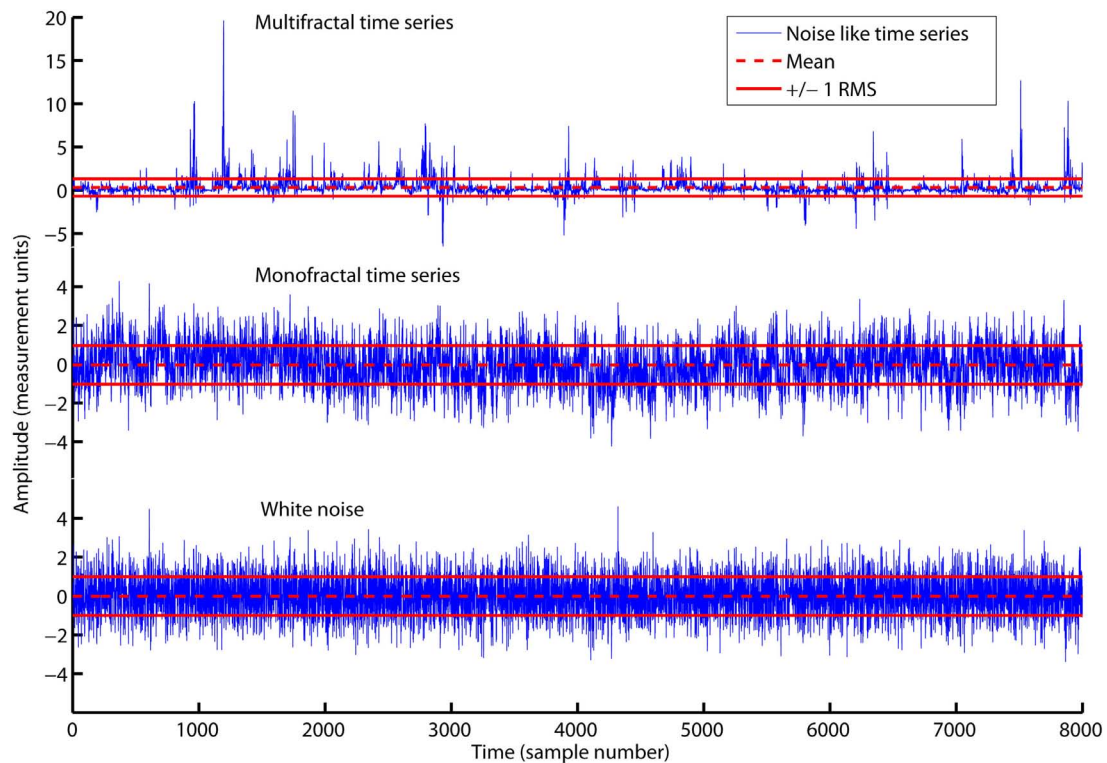 Multifractal time series
Noise like time series
Mean
+/− 1 RMS
20
15
10
5
0
−5
Amplitude (measurement units)
Monofractal time series
4
2
0
−2
−4
White noise
4
2
0
−2
−4
0 1000 2000 3000 4000 5000 6000 7000 8000
Time (sample number)